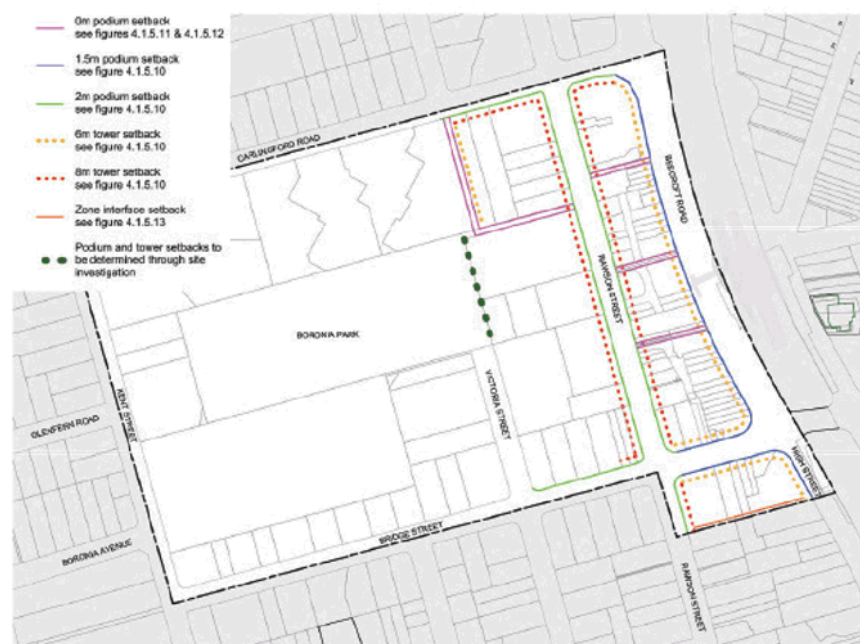 0m podium setback
see figures 4.1.5.11 & 4.1.5.12
1.5m podium setback
see figure 4.1.5.10
2m podium setback
see figure 4.1.5.10
6m tower setback
see figure 4.1.5.10
8m tower setback
see figure 4.1.5.10
Zone interface setback
see figure 4.1.5.13
Podium and tower setbacks to
be determined through site
investigation
CARLINGFORD ROAD
BEECROFT ROAD
RAWSON STREET
BORONIA PARK
VICTORIA STREET
KENT STREET
GLENFERN ROAD
HIGH STREET
BRIDGE STREET
BORONIA AVENUE
RAWSON STREET